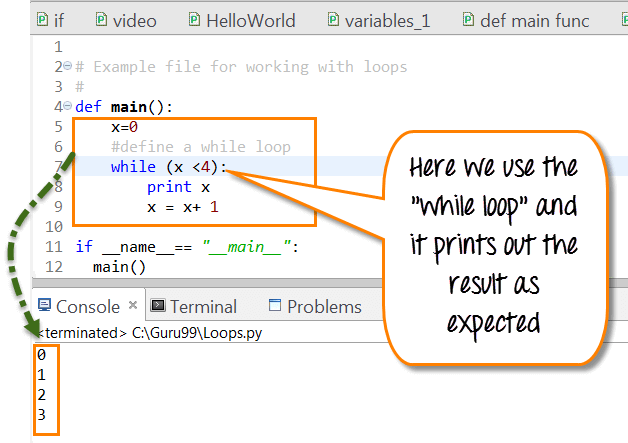 if video HelloWorld variables_1 def main func
1
2 # Example file for working with loops
3 #
4 def main():
5 x=0
6 #define a while loop
7 while (x <4):
8 print x
9 x = x+ 1
10
11 if __name__== "__main__":
12 main()
Here we use the
"while loop" and
it prints out the
result as
expected
Console Terminal Problems
<terminated> C:\Guru99\Loops.py
0
1
2
3